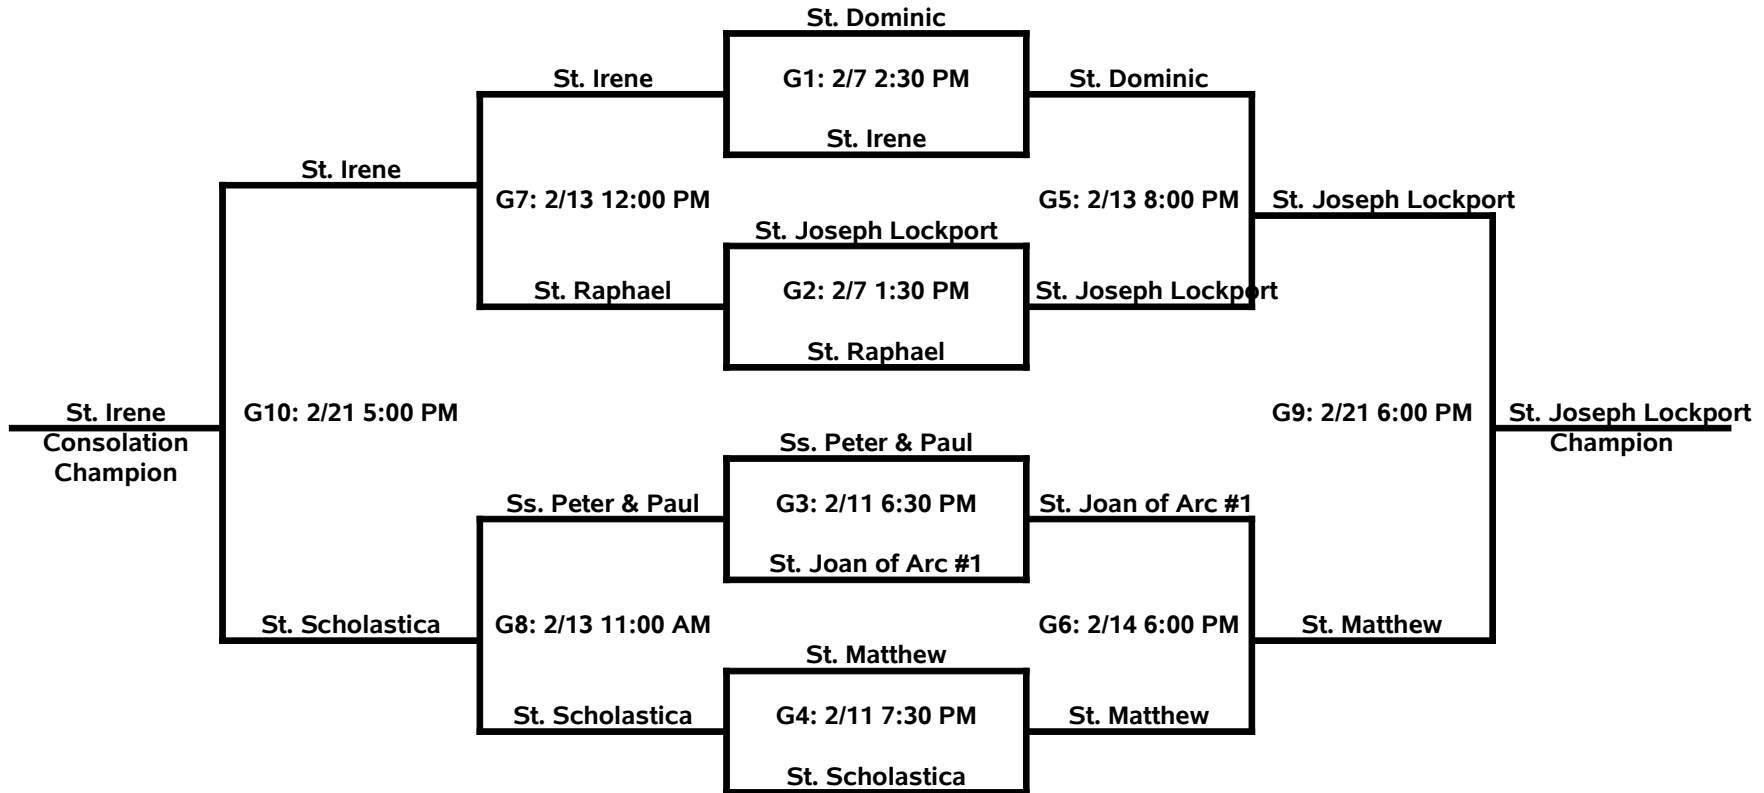 St. Dominic
St. Irene
G1: 2/7 2:30 PM
St. Dominic
St. Irene
St. Irene
G7: 2/13 12:00 PM
G5: 2/13 8:00 PM
St. Joseph Lockport
St. Joseph Lockport
St. Raphael
G2: 2/7 1:30 PM
St. Joseph Lockport
St. Raphael
St. Irene
G10: 2/21 5:00 PM
G9: 2/21 6:00 PM
St. Joseph Lockport
Consolation
Champion
Champion
Ss. Peter & Paul
Ss. Peter & Paul
G3: 2/11 6:30 PM
St. Joan of Arc #1
St. Joan of Arc #1
St. Scholastica
G8: 2/13 11:00 AM
G6: 2/14 6:00 PM
St. Matthew
St. Matthew
St. Scholastica
G4: 2/11 7:30 PM
St. Matthew
St. Scholastica